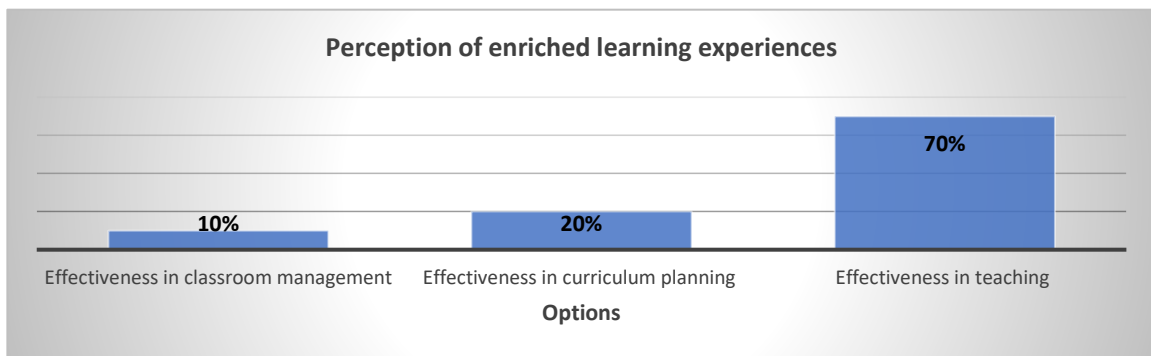 Perception of enriched learning experiences
10%
20%
70%
Effectiveness in classroom management
Effectiveness in curriculum planning
Effectiveness in teaching
Options